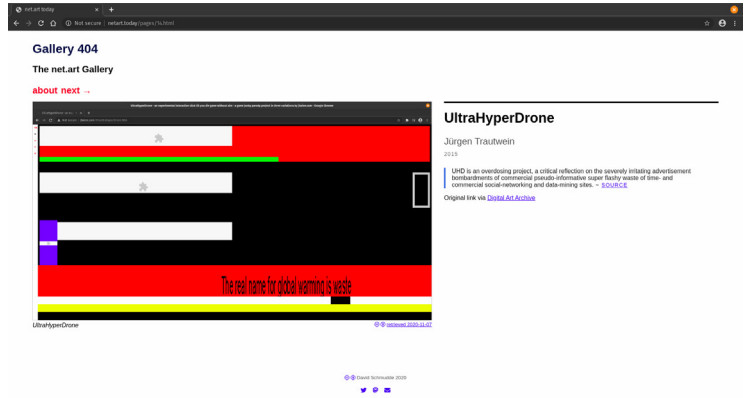 net.art today
Not secure | netart.today/pages/14.html
Gallery 404
The net.art Gallery
about next →
UltraHyperDrone
Jürgen Trautwein
2015
UHD is an overdosing project, a critical reflection on the severely irritating advertisement
bombardments of commercial pseudo-informative super flashy waste of time- and
commercial social-networking and data-mining sites. ~ SOURCE
Original link via Digital Art Archive
The real name for global warming is waste
UltraHyperDrone
retrieved 2020-11-07
David Schmudde 2020